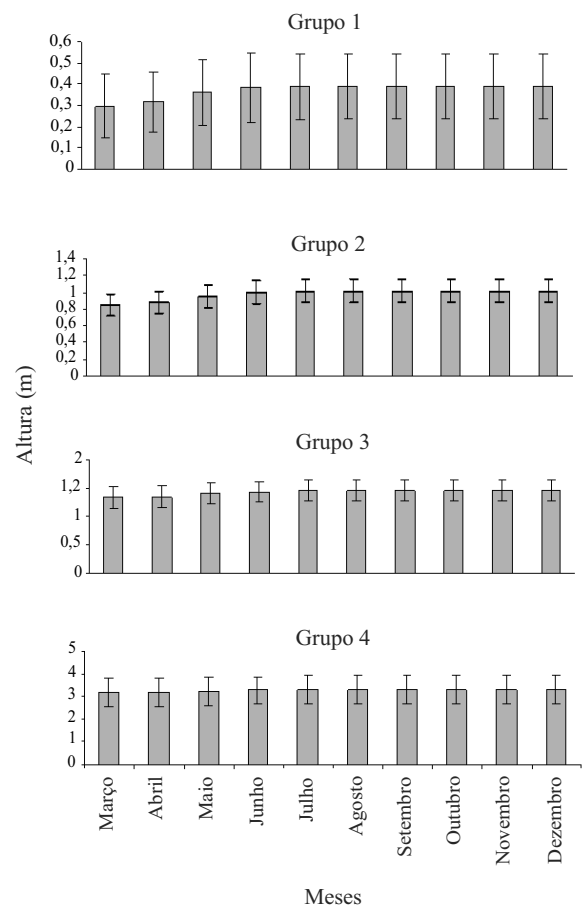 Grupo 1
0,6
0,5
0,4
0,3
0,2
0,1
0
Grupo 2
1,4
1,2
1
0,8
0,6
0,4
0,2
0
Altura (m)
Grupo 3
2
1,2
1
0,5
0
Grupo 4
5
4
3
2
1
0
Março
Abril
Maio
Junho
Julho
Agosto
Setembro
Outubro
Novembro
Dezembro
Meses